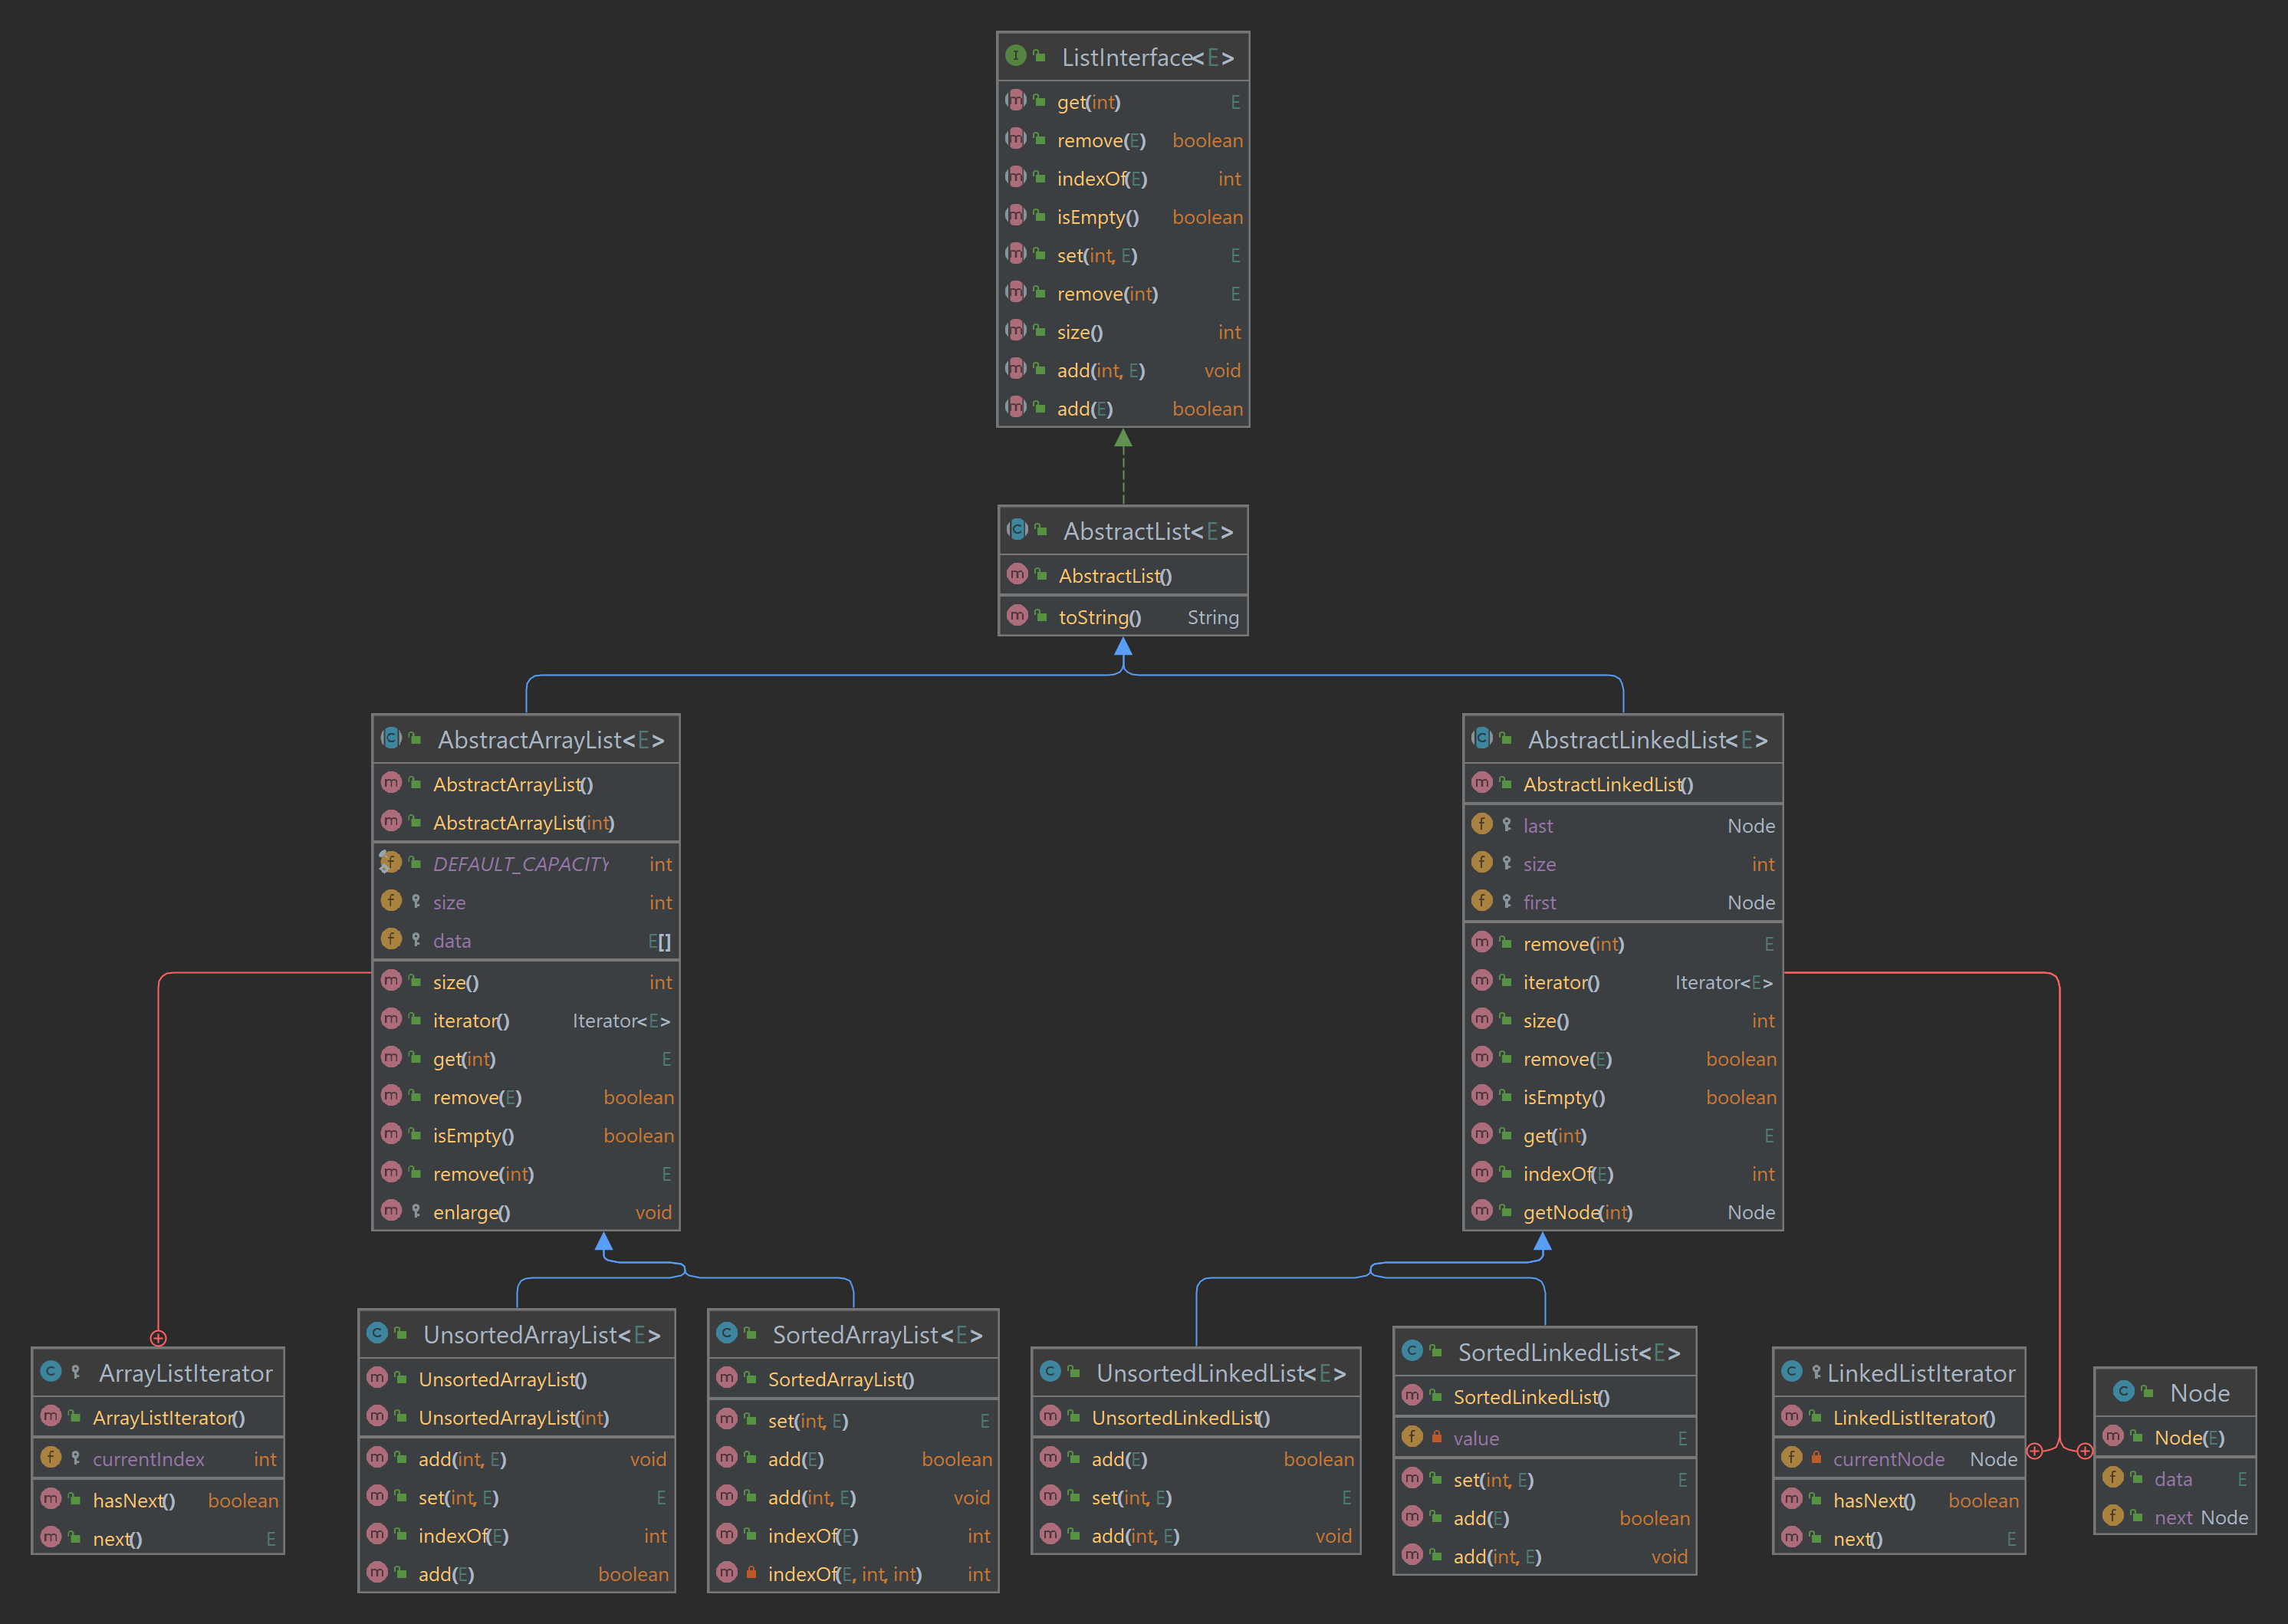 ListInterface<E>
get(int) E
remove(E) boolean
indexOf(E) int
isEmpty() boolean
set(int, E) E
remove(int) E
size() int
add(int, E) void
add(E) boolean
AbstractList<E>
AbstractList()
toString() String
AbstractArrayList<E>
AbstractArrayList()
AbstractArrayList(int)
DEFAULT_CAPACITY int
size int
data E[]
size() int
iterator() Iterator<E>
get(int) E
remove(E) boolean
isEmpty() boolean
remove(int) E
enlarge() void
AbstractLinkedList<E>
AbstractLinkedList()
last Node
size int
first Node
remove(int) E
iterator() Iterator<E>
size() int
remove(E) boolean
isEmpty() boolean
get(int) E
indexOf(E) int
getNode(int) Node
ArrayListIterator
ArrayListIterator()
currentIndex int
hasNext() boolean
next() E
UnsortedArrayList<E>
UnsortedArrayList()
UnsortedArrayList(int)
add(int, E) void
set(int, E) E
indexOf(E) int
add(E) boolean
SortedArrayList<E>
SortedArrayList()
set(int, E) E
add(E) boolean
add(int, E) void
indexOf(E) int
indexOf(E, int, int) int
UnsortedLinkedList<E>
UnsortedLinkedList()
add(E) boolean
set(int, E) E
add(int, E) void
SortedLinkedList<E>
SortedLinkedList()
value E
set(int, E) E
add(E) boolean
add(int, E) void
LinkedListIterator
LinkedListIterator()
currentNode Node
hasNext() boolean
next() E
Node
Node(E)
data E
next Node